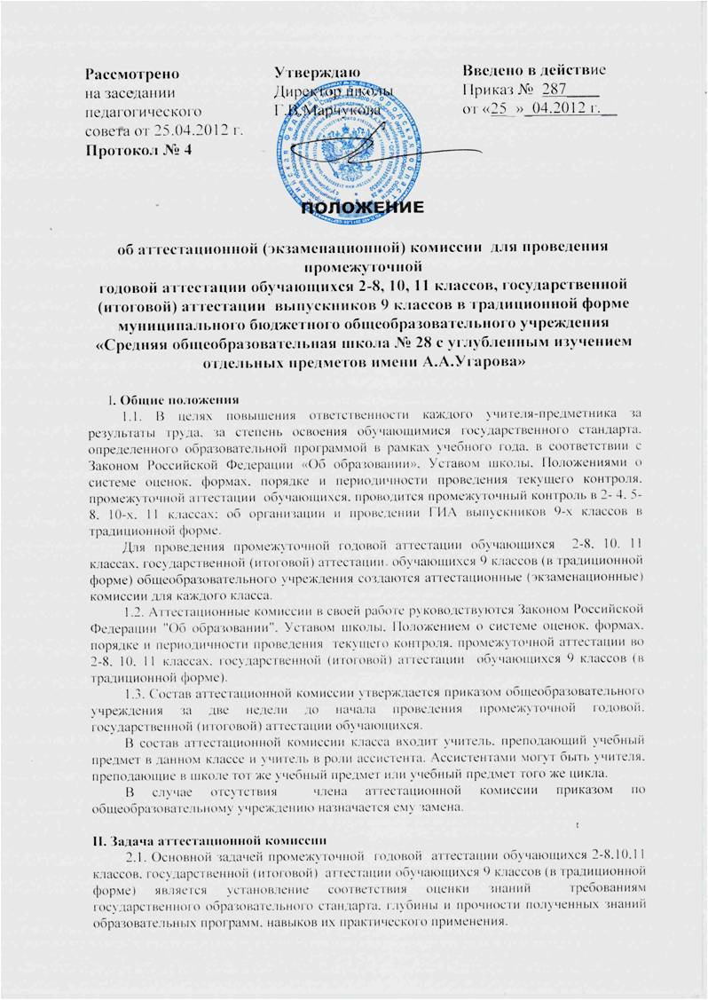 Рассмотрено
на заседании
педагогического
совета от 25.04.2012 г.
Протокол № 4
Утверждаю
Директор школы
Г.В.Марчукова
Введено в действие
Приказ № 287
от «25 » 04.2012 г.
ПОЛОЖЕНИЕ
об аттестационной (экзаменационной) комиссии для проведения
промежуточной
годовой аттестации обучающихся 2-8, 10, 11 классов, государственной
(итоговой) аттестации выпускников 9 классов в традиционной форме
муниципального бюджетного общеобразовательного учреждения
«Средняя общеобразовательная школа № 28 с углубленным изучением
отдельных предметов имени А.А.Угарова»
I. Общие положения
1.1. В целях повышения ответственности каждого учителя-предметника за
результаты труда, за степень освоения обучающимися государственного стандарта,
определенного образовательной программой в рамках учебного года, в соответствии с
Законом Российской Федерации «Об образовании», Уставом школы, Положениями о
системе оценок, формах, порядке и периодичности проведения текущего контроля,
промежуточной аттестации обучающихся, проводится промежуточный контроль в 2- 4, 5-
8, 10-х, 11 классах; об организации и проведении ГИА выпускников 9-х классов в
традиционной форме.
Для проведения промежуточной годовой аттестации обучающихся 2-8, 10, 11
классах, государственной (итоговой) аттестации, обучающихся 9 классов (в традиционной
форме) общеобразовательного учреждения создаются аттестационные (экзаменационные)
комиссии для каждого класса.
1.2. Аттестационные комиссии в своей работе руководствуются Законом Российской
Федерации "Об образовании", Уставом школы, Положением о системе оценок, формах,
порядке и периодичности проведения текущего контроля, промежуточной аттестации во
2-8, 10, 11 классах, государственной (итоговой) аттестации обучающихся 9 классов (в
традиционной форме).
1.3. Состав аттестационной комиссии утверждается приказом общеобразовательного
учреждения за две недели до начала проведения промежуточной годовой,
государственной (итоговой) аттестации обучающихся.
В состав аттестационной комиссии класса входит учитель, преподающий учебный
предмет в данном классе и учитель в роли ассистента. Ассистентами могут быть учителя,
преподающие в школе тот же учебный предмет или учебный предмет того же цикла.
В случае отсутствия члена аттестационной комиссии приказом по
общеобразовательному учреждению назначается ему замена.
II. Задача аттестационной комиссии
2.1. Основной задачей промежуточной годовой аттестации обучающихся 2-8,10,11
классов, государственной (итоговой) аттестации обучающихся 9 классов (в традиционной
форме) является установление соответствия оценки знаний требованиям
государственного образовательного стандарта, глубины и прочности полученных знаний
образовательных программ, навыков их практического применения.